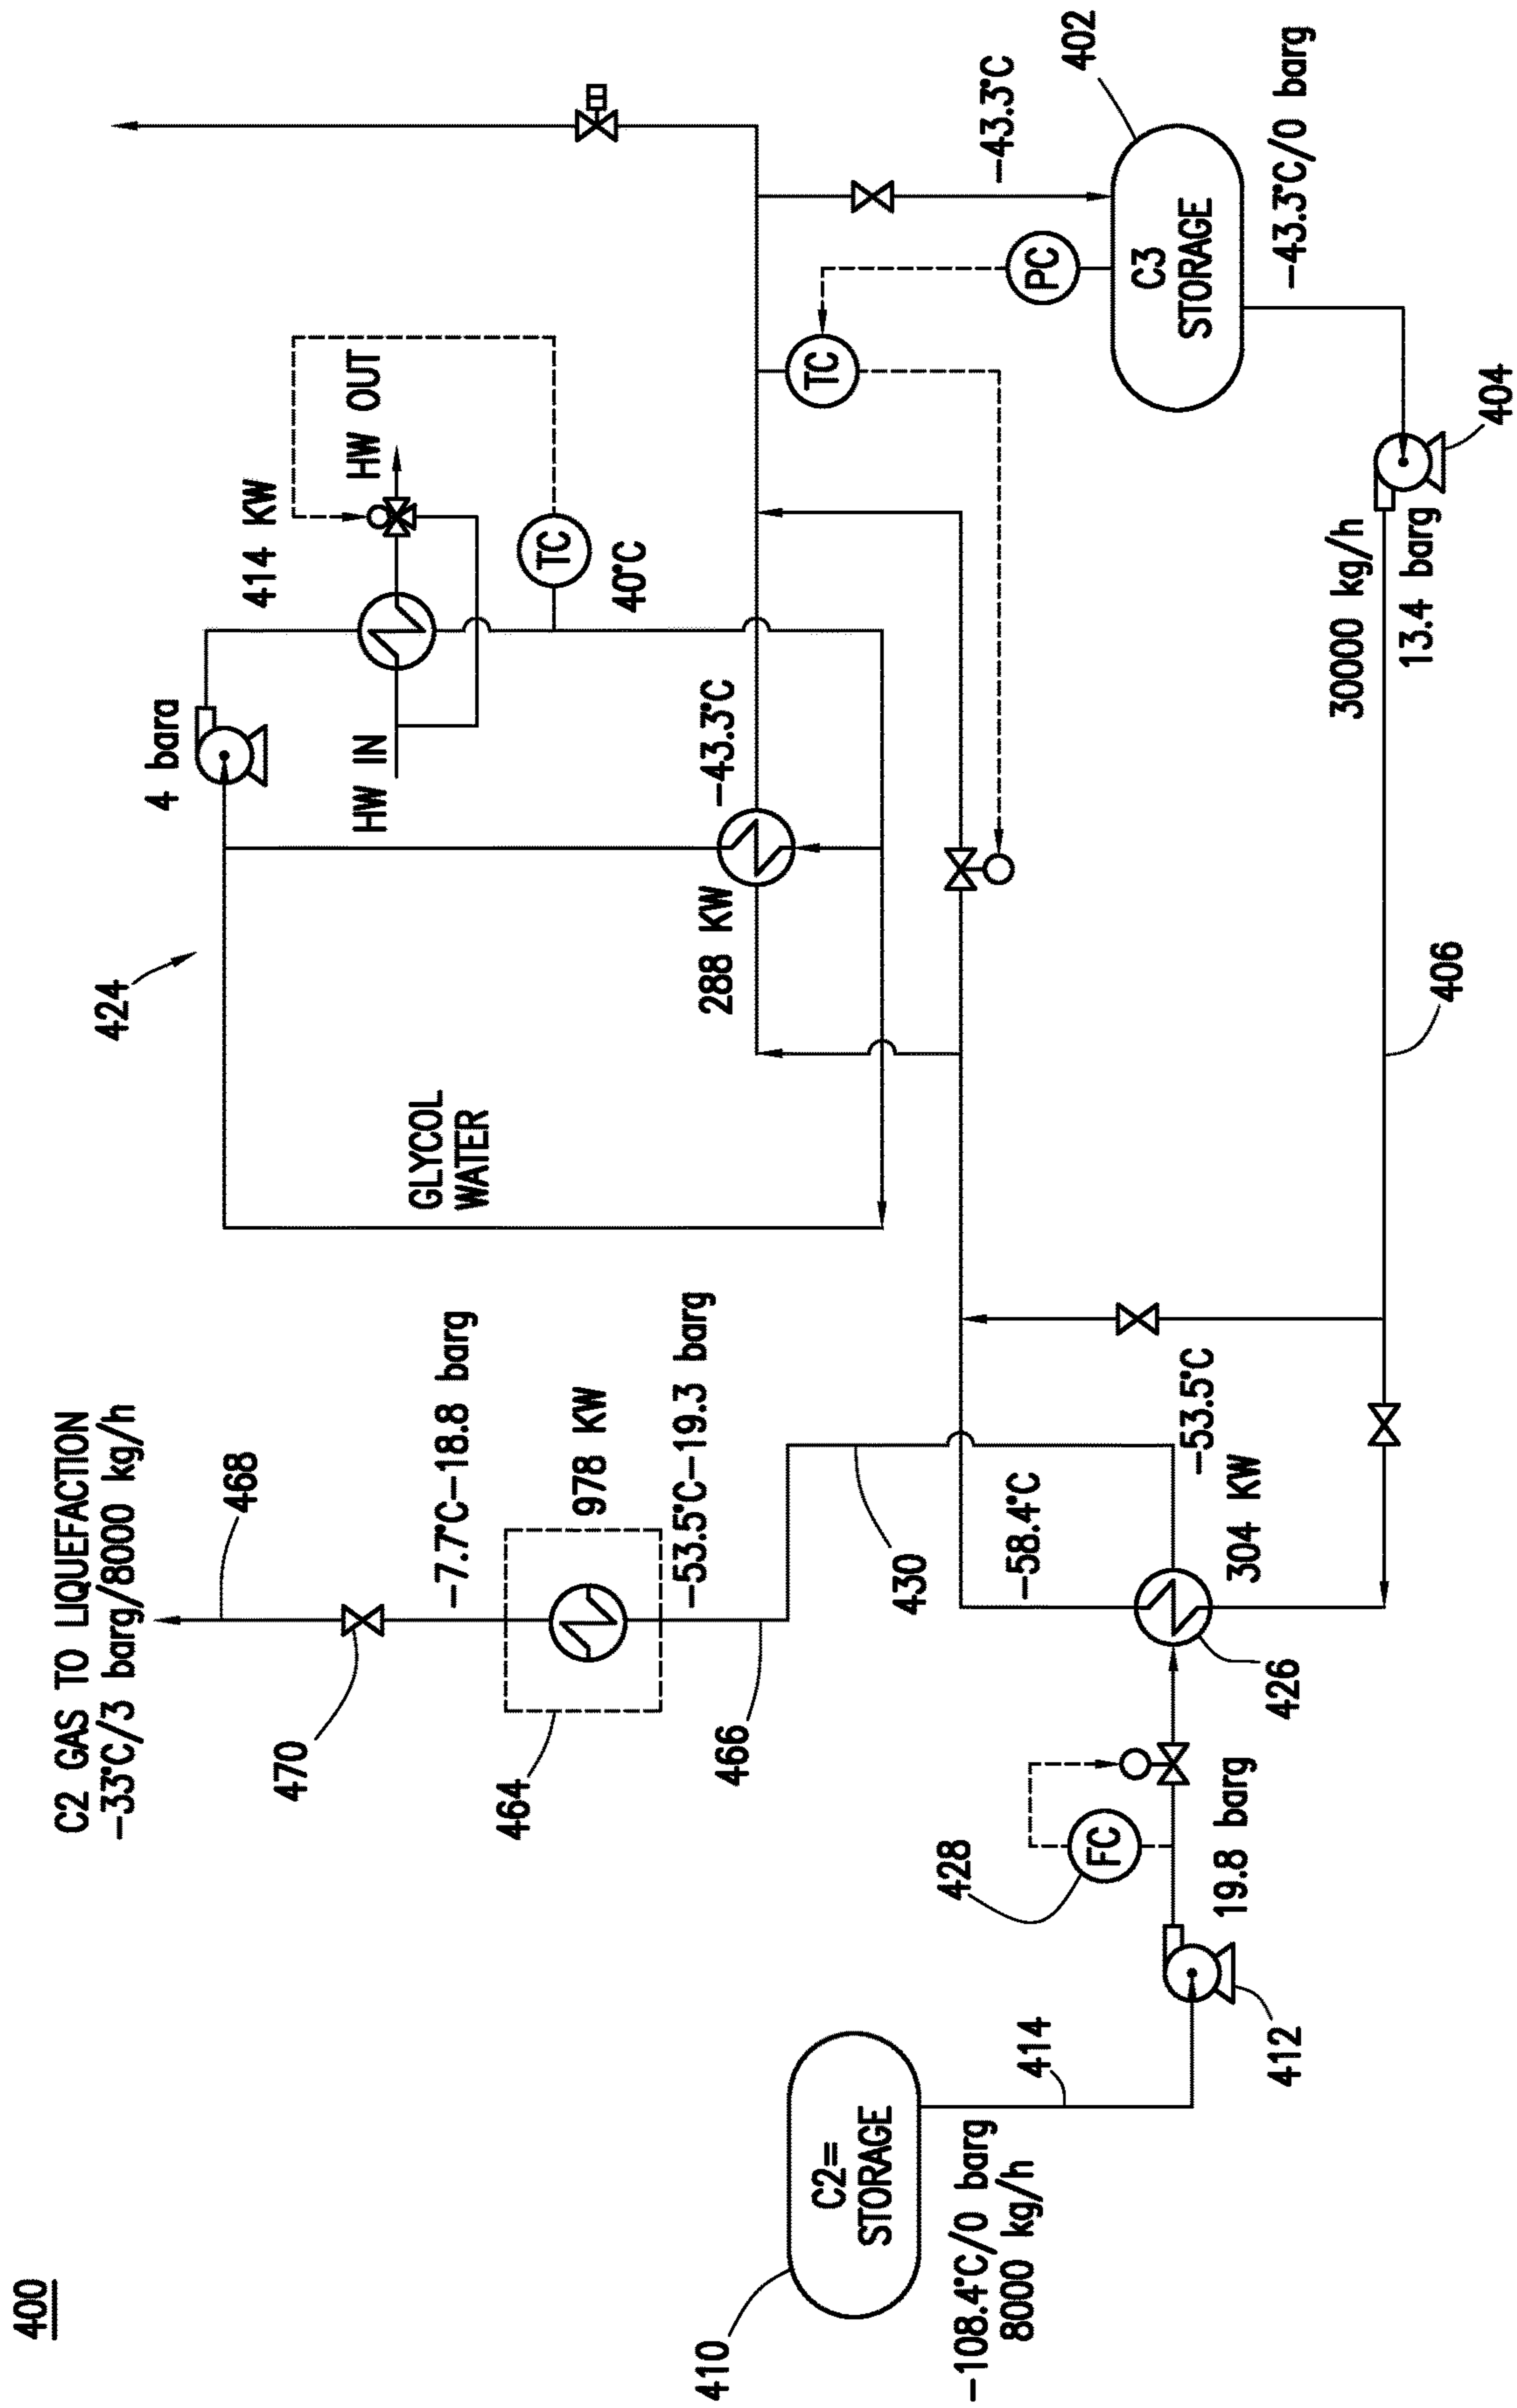 400
C2 GAS TO LIQUEFACTION
-33°C/3 barg/8000 kg/h
468
470
-7.7°C-18.8 barg
464
978 KW
-53.5°C-19.3 barg
466
430
424
GLYCOL
WATER
4 bara
HW IN
414 KW
HW OUT
TC
40°C
288 KW
-43.3°C
TC
PC
-43.3°C
402
C3
STORAGE
-43.3°C/0 barg
404
30000 kg/h
13.4 barg
406
-58.4°C
-53.5°C
304 KW
426
428
FC
19.8 barg
412
414
C2=
STORAGE
410
-108.4°C/0 barg
8000 kg/h